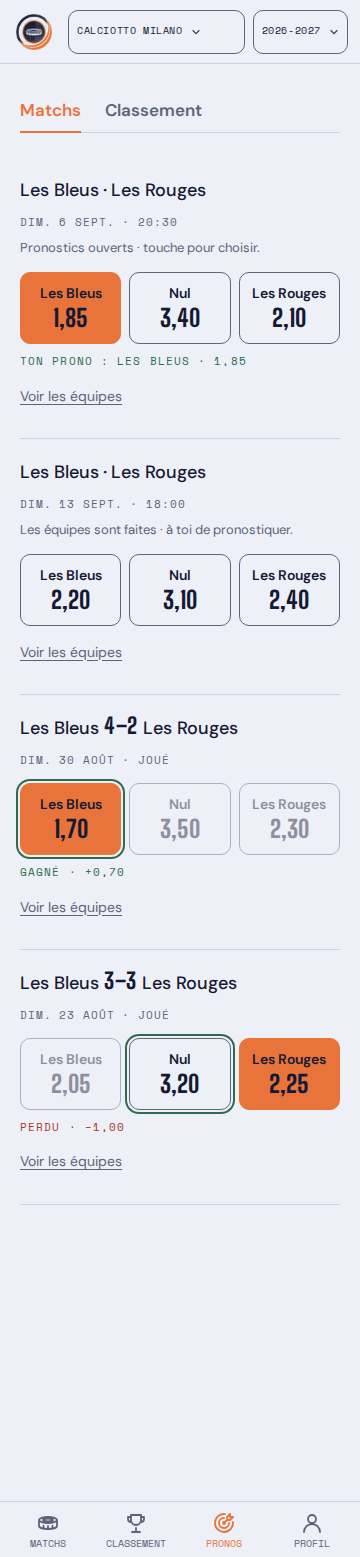 CALCIOTTO MILANO
2026-2027
Matchs Classement
Les Bleus · Les Rouges
DIM. 6 SEPT. · 20:30
Pronostics ouverts · touche pour choisir.
Les Bleus Nul Les Rouges
1,85 3,40 2,10
TON PRONO : LES BLEUS · 1,85
Voir les équipes
Les Bleus · Les Rouges
DIM. 13 SEPT. · 18:00
Les équipes sont faites · à toi de pronostiquer.
Les Bleus Nul Les Rouges
2,20 3,10 2,40
Voir les équipes
Les Bleus 4–2 Les Rouges
DIM. 30 AOÛT · JOUÉ
Les Bleus Nul Les Rouges
1,70 3,50 2,30
GAGNÉ · +0,70
Voir les équipes
Les Bleus 3–3 Les Rouges
DIM. 23 AOÛT · JOUÉ
Les Bleus Nul Les Rouges
2,05 3,20 2,25
PERDU · −1,00
Voir les équipes
MATCHS CLASSEMENT PRONOS PROFIL